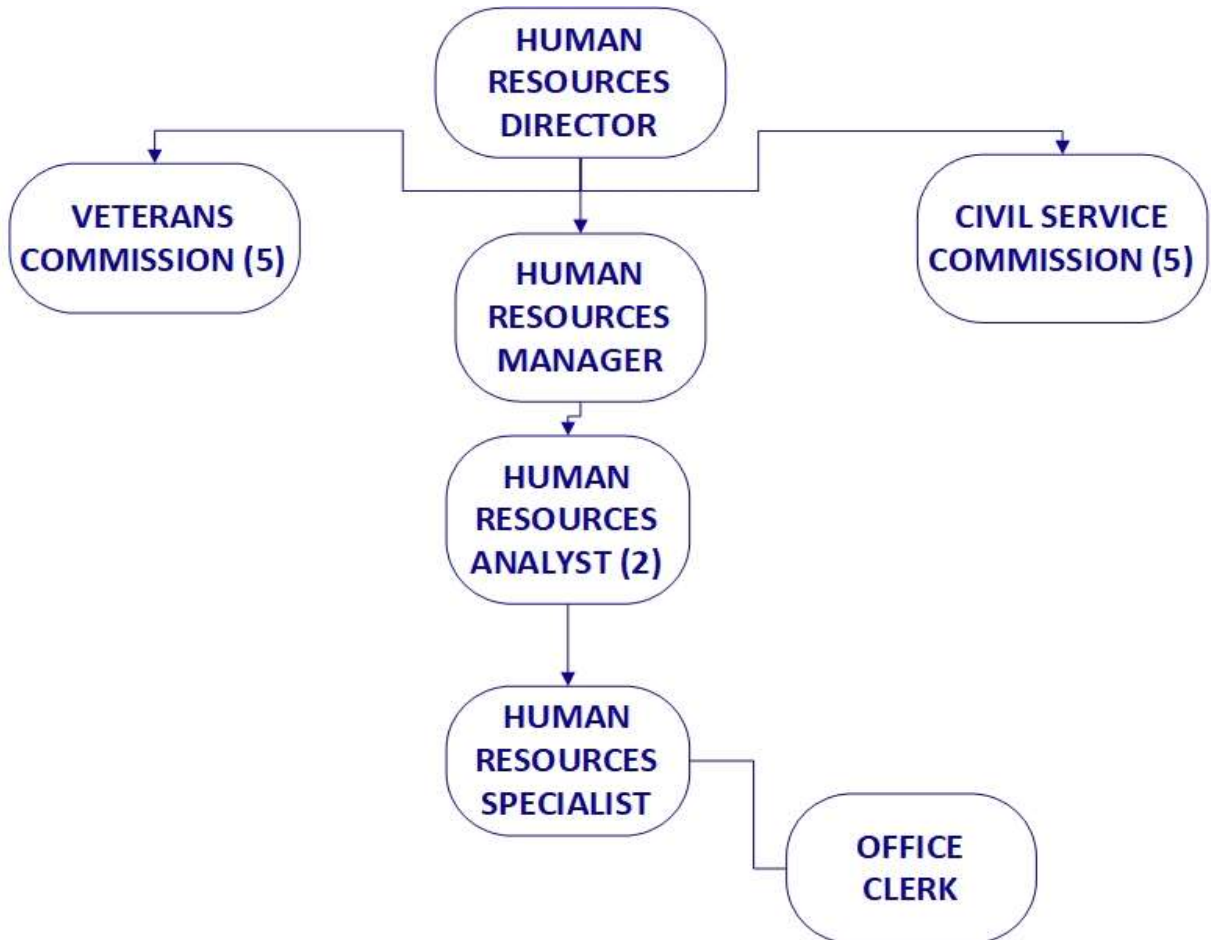 HUMAN
RESOURCES
DIRECTOR
VETERANS
COMMISSION (5)
CIVIL SERVICE
COMMISSION (5)
HUMAN
RESOURCES
MANAGER
HUMAN
RESOURCES
ANALYST (2)
HUMAN
RESOURCES
SPECIALIST
OFFICE
CLERK